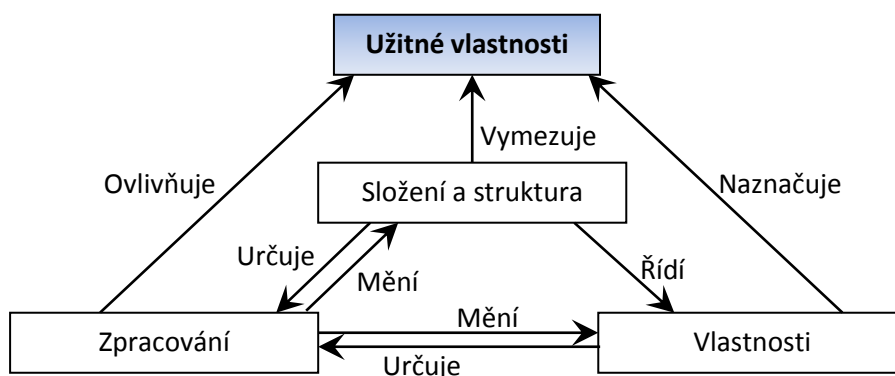 Užitné vlastnosti
Vymezuje
Ovlivňuje
Naznačuje
Složení a struktura
Určuje
Mění
Řídí
Zpracování
Mění
Určuje
Vlastnosti